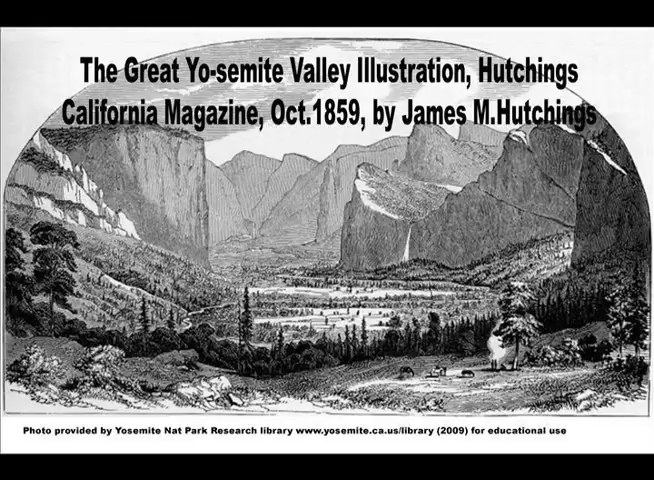 The Great Yo-semite Valley Illustration, Hutchings
California Magazine, Oct.1859, by James M.Hutchings
Photo provided by Yosemite Nat Park Research library www.yosemite.ca.us/library (2009) for educational use